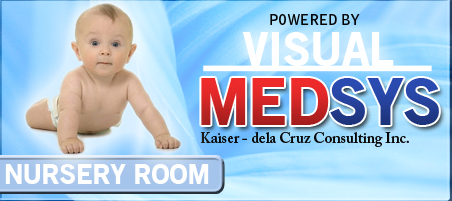 POWERED BY
VISUAL
MEDSYS
Kaiser - dela Cruz Consulting Inc.
NURSERY ROOM